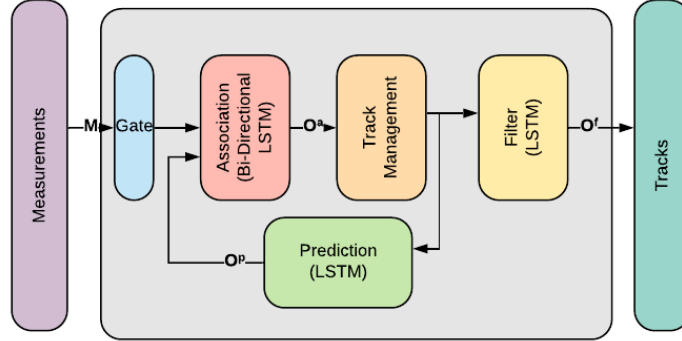 Measurements
M
Gate
Association
(Bi-Directional
LSTM)
Oᵃ
Track
Management
Filter
(LSTM)
Oᶠ
Tracks
Prediction
(LSTM)
Oᵖ